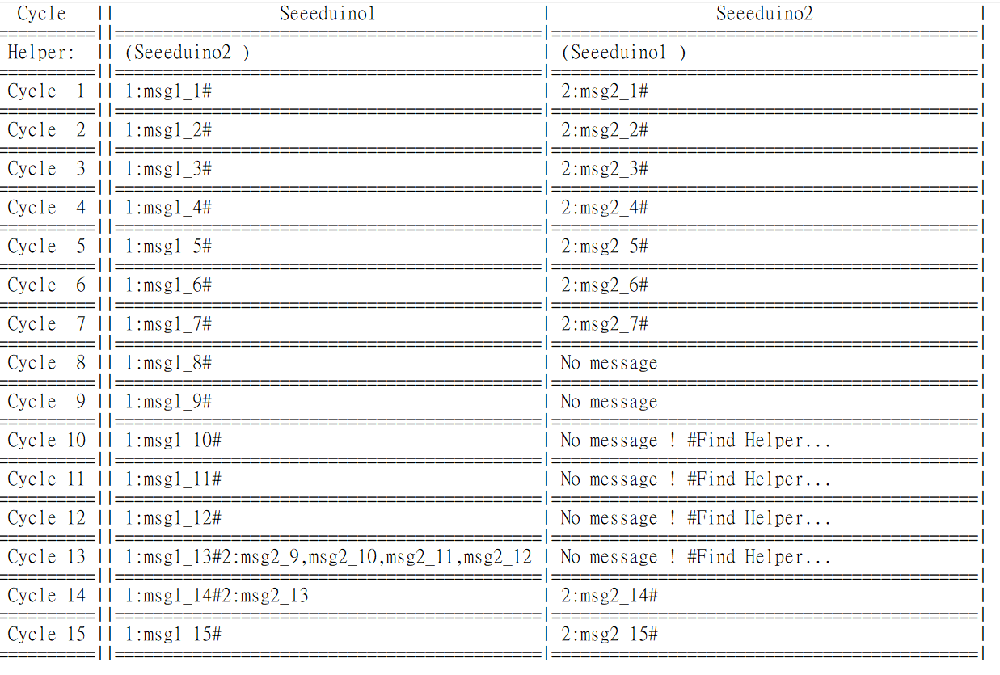 Cycle || Seeeduino1 | Seeeduino2 |
Helper: || (Seeeduino2 ) | (Seeeduino1 ) |
Cycle 1 || 1:msg1_1# | 2:msg2_1# |
Cycle 2 || 1:msg1_2# | 2:msg2_2# |
Cycle 3 || 1:msg1_3# | 2:msg2_3# |
Cycle 4 || 1:msg1_4# | 2:msg2_4# |
Cycle 5 || 1:msg1_5# | 2:msg2_5# |
Cycle 6 || 1:msg1_6# | 2:msg2_6# |
Cycle 7 || 1:msg1_7# | 2:msg2_7# |
Cycle 8 || 1:msg1_8# | No message |
Cycle 9 || 1:msg1_9# | No message |
Cycle 10 || 1:msg1_10# | No message ! #Find Helper... |
Cycle 11 || 1:msg1_11# | No message ! #Find Helper... |
Cycle 12 || 1:msg1_12# | No message ! #Find Helper... |
Cycle 13 || 1:msg1_13#2:msg2_9,msg2_10,msg2_11,msg2_12 | No message ! #Find Helper... |
Cycle 14 || 1:msg1_14#2:msg2_13 | 2:msg2_14# |
Cycle 15 || 1:msg1_15# | 2:msg2_15# |